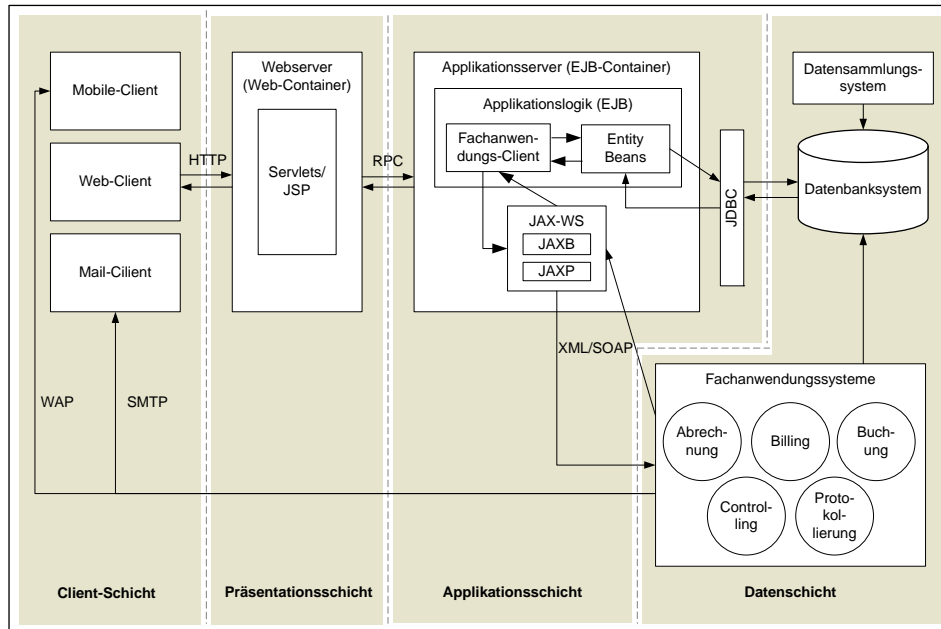 Mobile-Client
Web-Client
Mail-Cilient
HTTP
WAP
SMTP
Client-Schicht
Webserver
(Web-Container)
Servlets/
JSP
RPC
Präsentationsschicht
Applikationsserver (EJB-Container)
Applikationslogik (EJB)
Fachanwen-
dungs-Client
Entity
Beans
JAX-WS
JAXB
JAXP
XML/SOAP
JDBC
Applikationsschicht
Datensammlungs-
system
Datenbanksystem
Fachanwendungssysteme
Abrech-
nung
Billing
Buch-
ung
Control-
ling
Proto-
kol-
lierung
Datenschicht